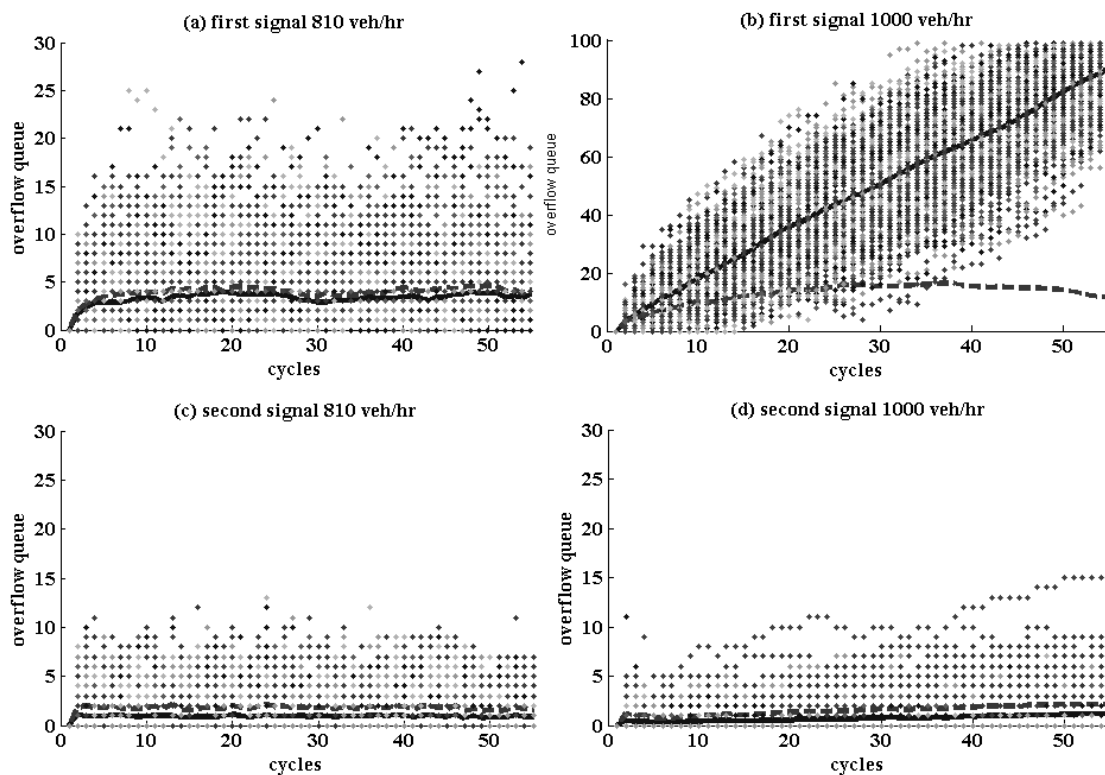 (a) first signal 810 veh/hr
30
25
20
15
10
5
0
overflow queue
0 10 20 30 40 50
cycles
(b) first signal 1000 veh/hr
100
80
60
40
20
0
overflow queue
0 10 20 30 40 50
cycles
(c) second signal 810 veh/hr
30
25
20
15
10
5
0
overflow queue
0 10 20 30 40 50
cycles
(d) second signal 1000 veh/hr
30
25
20
15
10
5
0
overflow queue
0 10 20 30 40 50
cycles